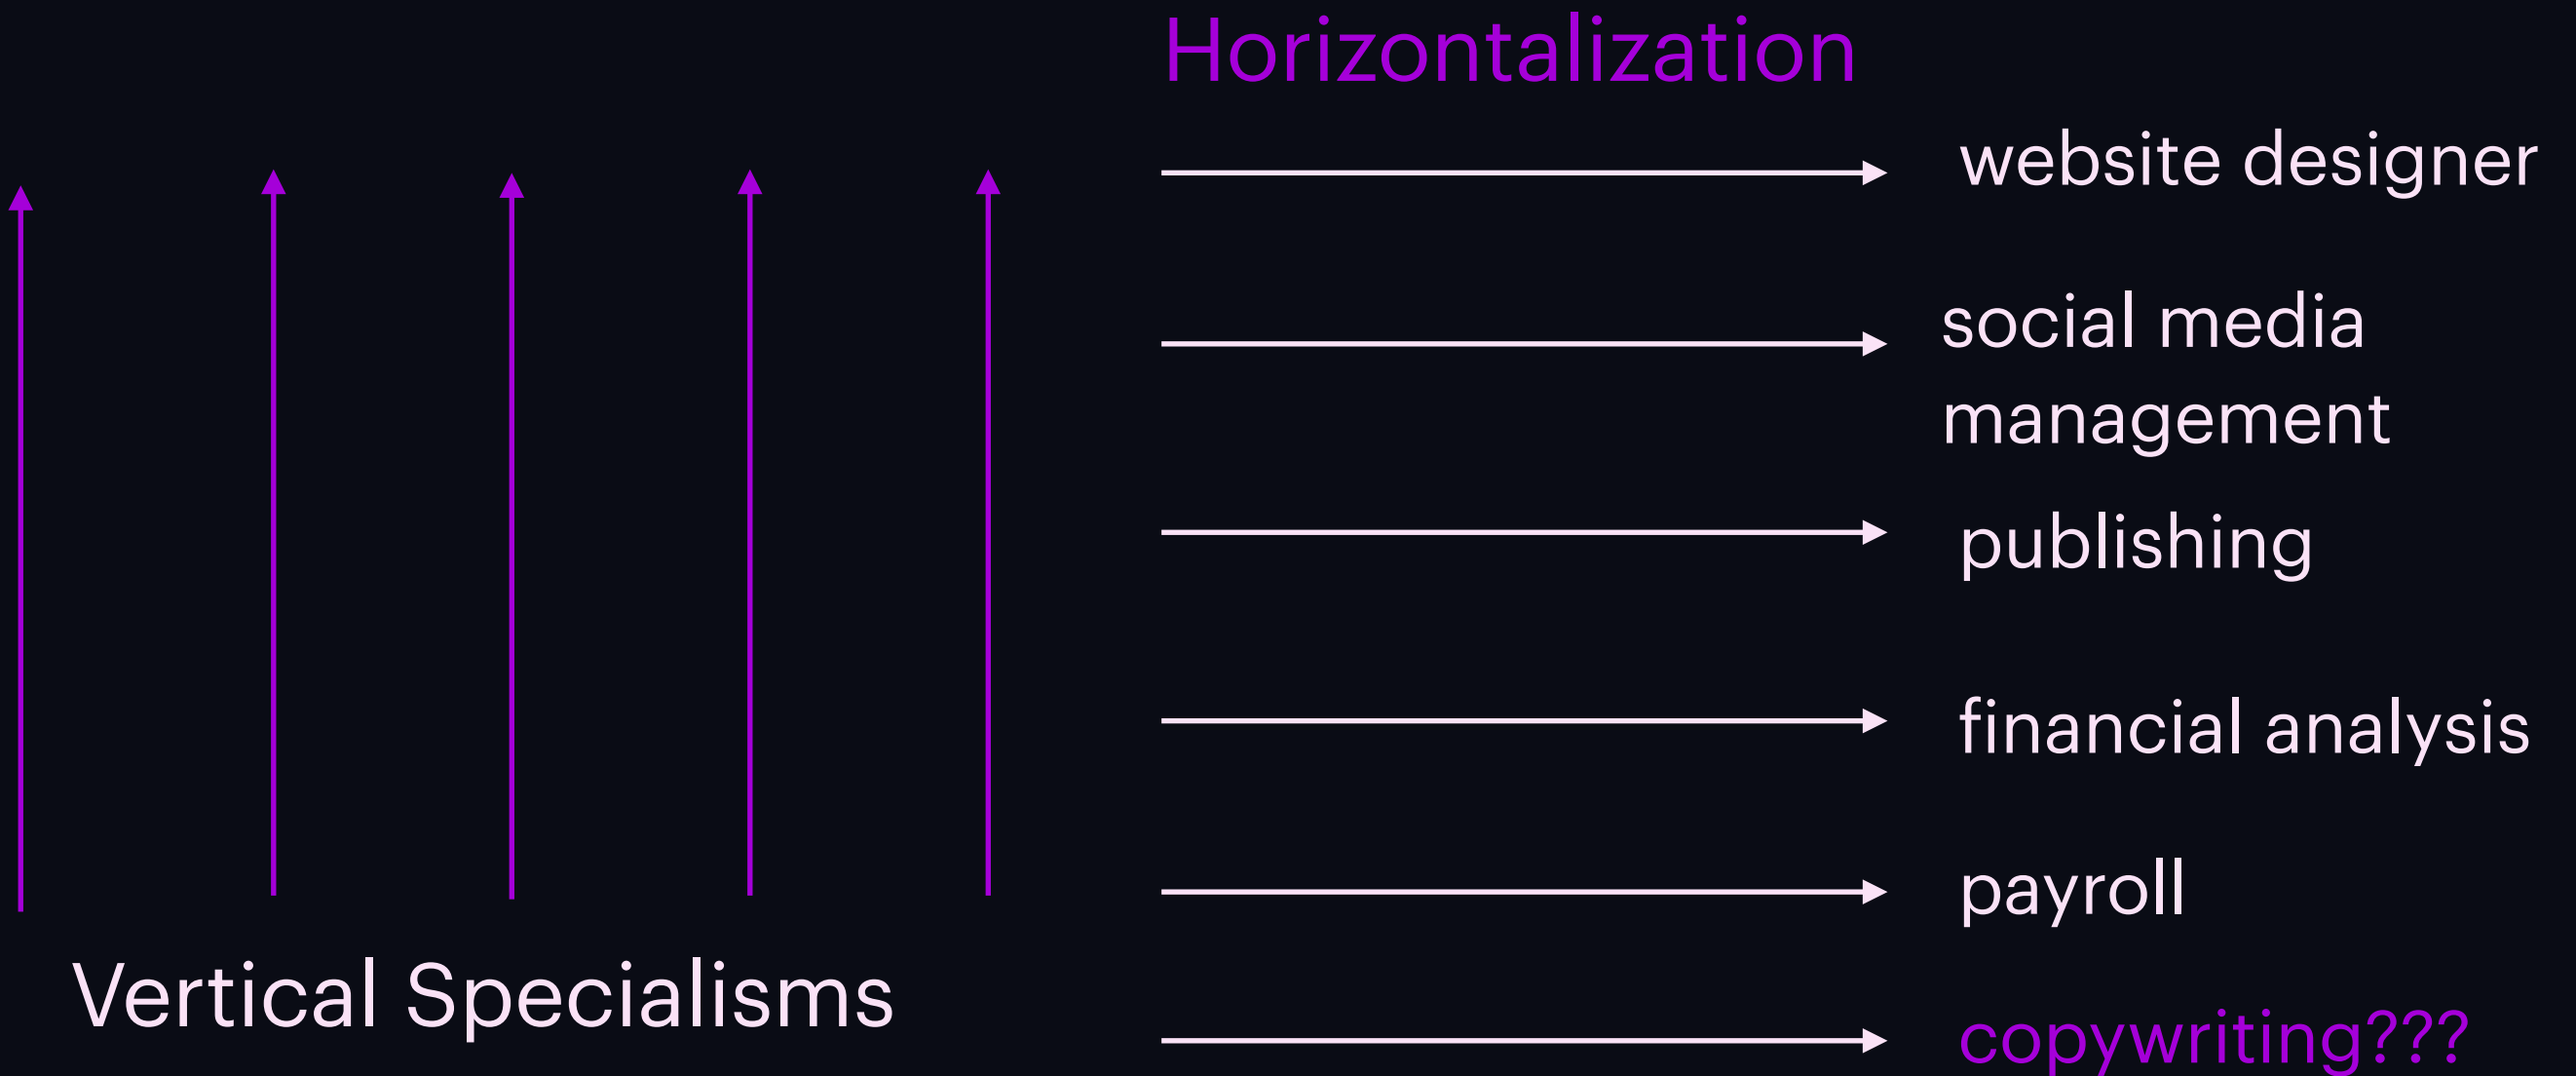 Horizontalization
website designer
social media
management
publishing
financial analysis
payroll
Vertical Specialisms
copywriting???